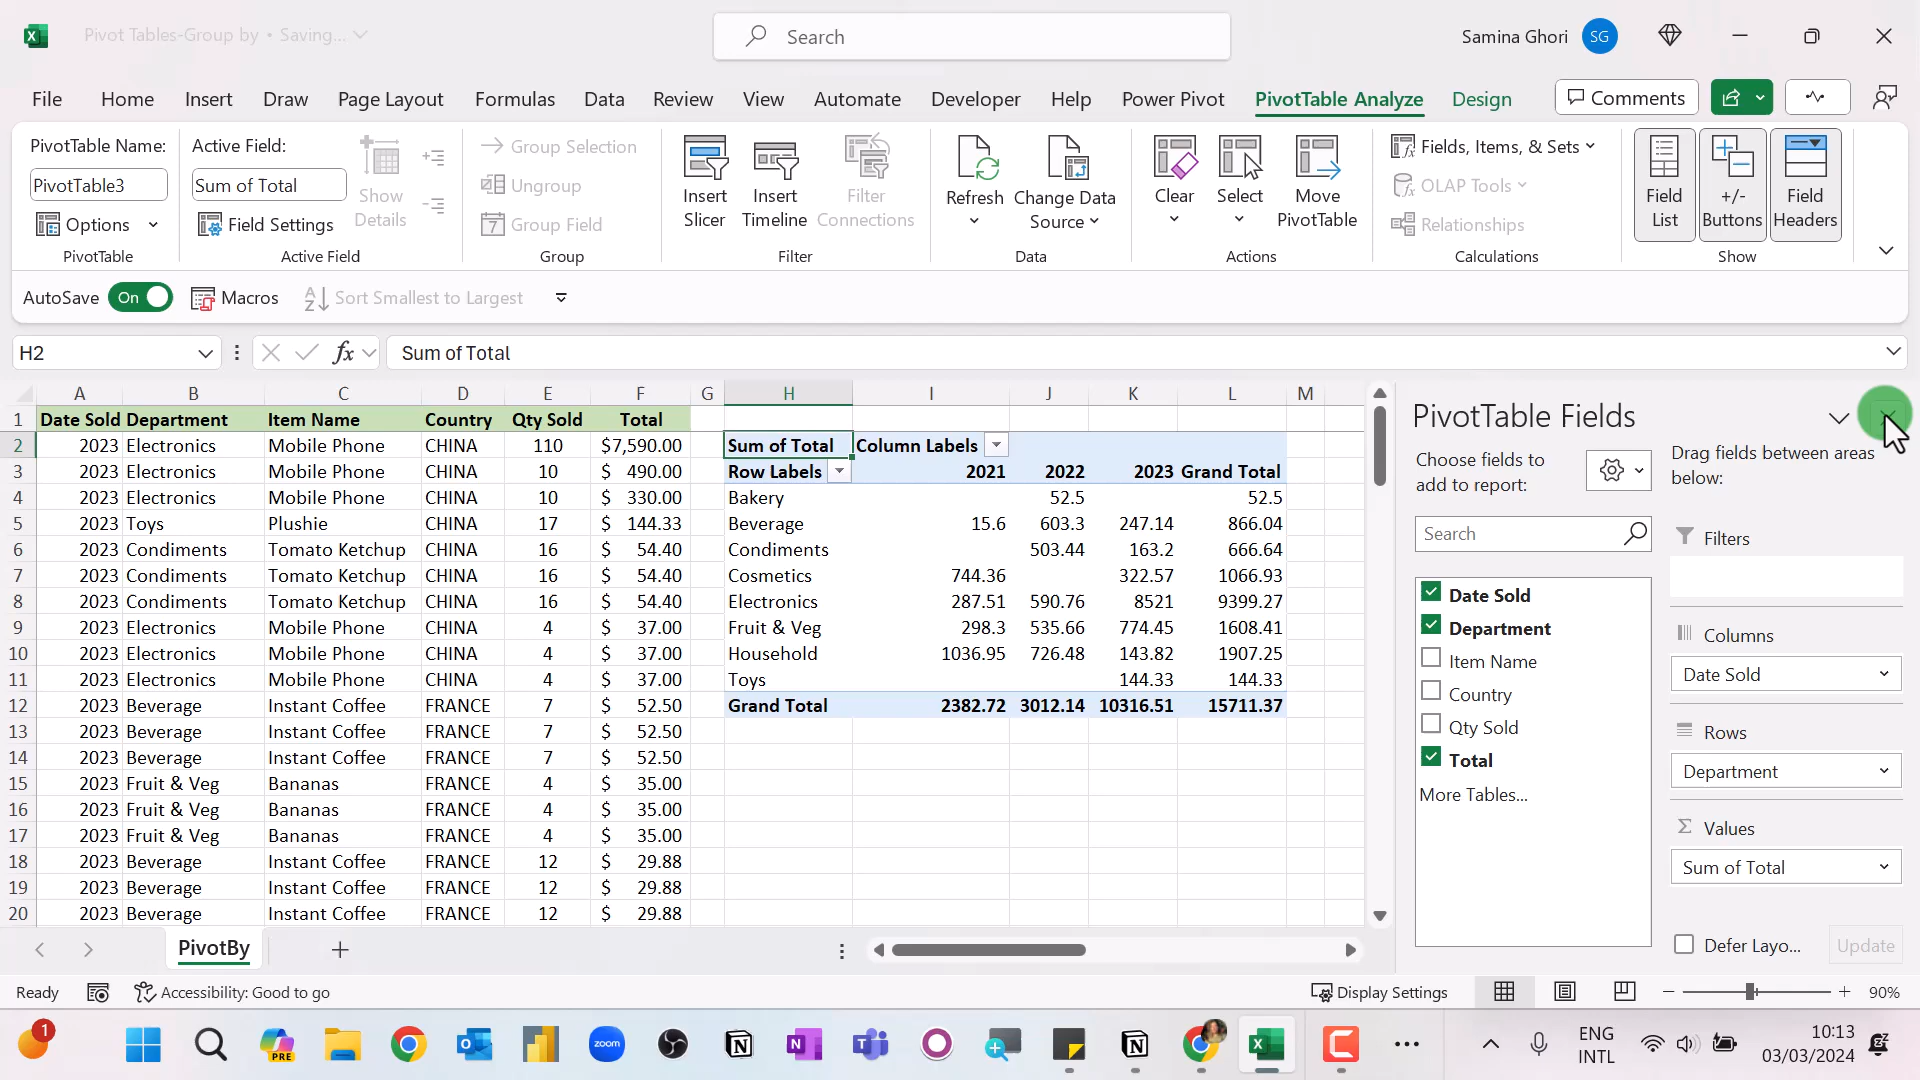 Pivot Tables-Group by • Saving...
Search
Samina Ghori SG
File Home Insert Draw Page Layout Formulas Data Review View Automate Developer Help Power Pivot PivotTable Analyze Design Comments
PivotTable Name:
PivotTable3
Options
PivotTable
Active Field:
Sum of Total
Field Settings
Show Details
Active Field
Group Selection
Ungroup
7 Group Field
Group
Insert Slicer
Insert Timeline
Filter Connections
Filter
Refresh
Change Data Source
Data
Clear
Select
Move PivotTable
Actions
Fields, Items, & Sets
OLAP Tools
Relationships
Calculations
Field List
+/- Buttons
Field Headers
Show
AutoSave On Macros Sort Smallest to Largest
H2 fx Sum of Total
A B C D E F G H I J K L M
1 Date Sold Department Item Name Country Qty Sold Total
2 2023 Electronics Mobile Phone CHINA 110 $7,590.00 Sum of Total Column Labels
3 2023 Electronics Mobile Phone CHINA 10 $ 490.00 Row Labels 2021 2022 2023 Grand Total
4 2023 Electronics Mobile Phone CHINA 10 $ 330.00 Bakery 52.5 52.5
5 2023 Toys Plushie CHINA 17 $ 144.33 Beverage 15.6 603.3 247.14 866.04
6 2023 Condiments Tomato Ketchup CHINA 16 $ 54.40 Condiments 503.44 163.2 666.64
7 2023 Condiments Tomato Ketchup CHINA 16 $ 54.40 Cosmetics 744.36 322.57 1066.93
8 2023 Condiments Tomato Ketchup CHINA 16 $ 54.40 Electronics 287.51 590.76 8521 9399.27
9 2023 Electronics Mobile Phone CHINA 4 $ 37.00 Fruit & Veg 298.3 535.66 774.45 1608.41
10 2023 Electronics Mobile Phone CHINA 4 $ 37.00 Household 1036.95 726.48 143.82 1907.25
11 2023 Electronics Mobile Phone CHINA 4 $ 37.00 Toys 144.33 144.33
12 2023 Beverage Instant Coffee FRANCE 7 $ 52.50 Grand Total 2382.72 3012.14 10316.51 15711.37
13 2023 Beverage Instant Coffee FRANCE 7 $ 52.50
14 2023 Beverage Instant Coffee FRANCE 7 $ 52.50
15 2023 Fruit & Veg Bananas FRANCE 4 $ 35.00
16 2023 Fruit & Veg Bananas FRANCE 4 $ 35.00
17 2023 Fruit & Veg Bananas FRANCE 4 $ 35.00
18 2023 Beverage Instant Coffee FRANCE 12 $ 29.88
19 2023 Beverage Instant Coffee FRANCE 12 $ 29.88
20 2023 Beverage Instant Coffee FRANCE 12 $ 29.88
PivotTable Fields
Choose fields to
add to report:
Search
Date Sold
Department
Item Name
Country
Qty Sold
Total
More Tables...
Drag fields between areas
below:
Filters
Columns
Date Sold
Rows
Department
Σ Values
Sum of Total
Defer Layo... Update
PivotBy
Ready Accessibility: Good to go Display Settings 90%
1 PRE zoom ENG
INTL
10:13
03/03/2024